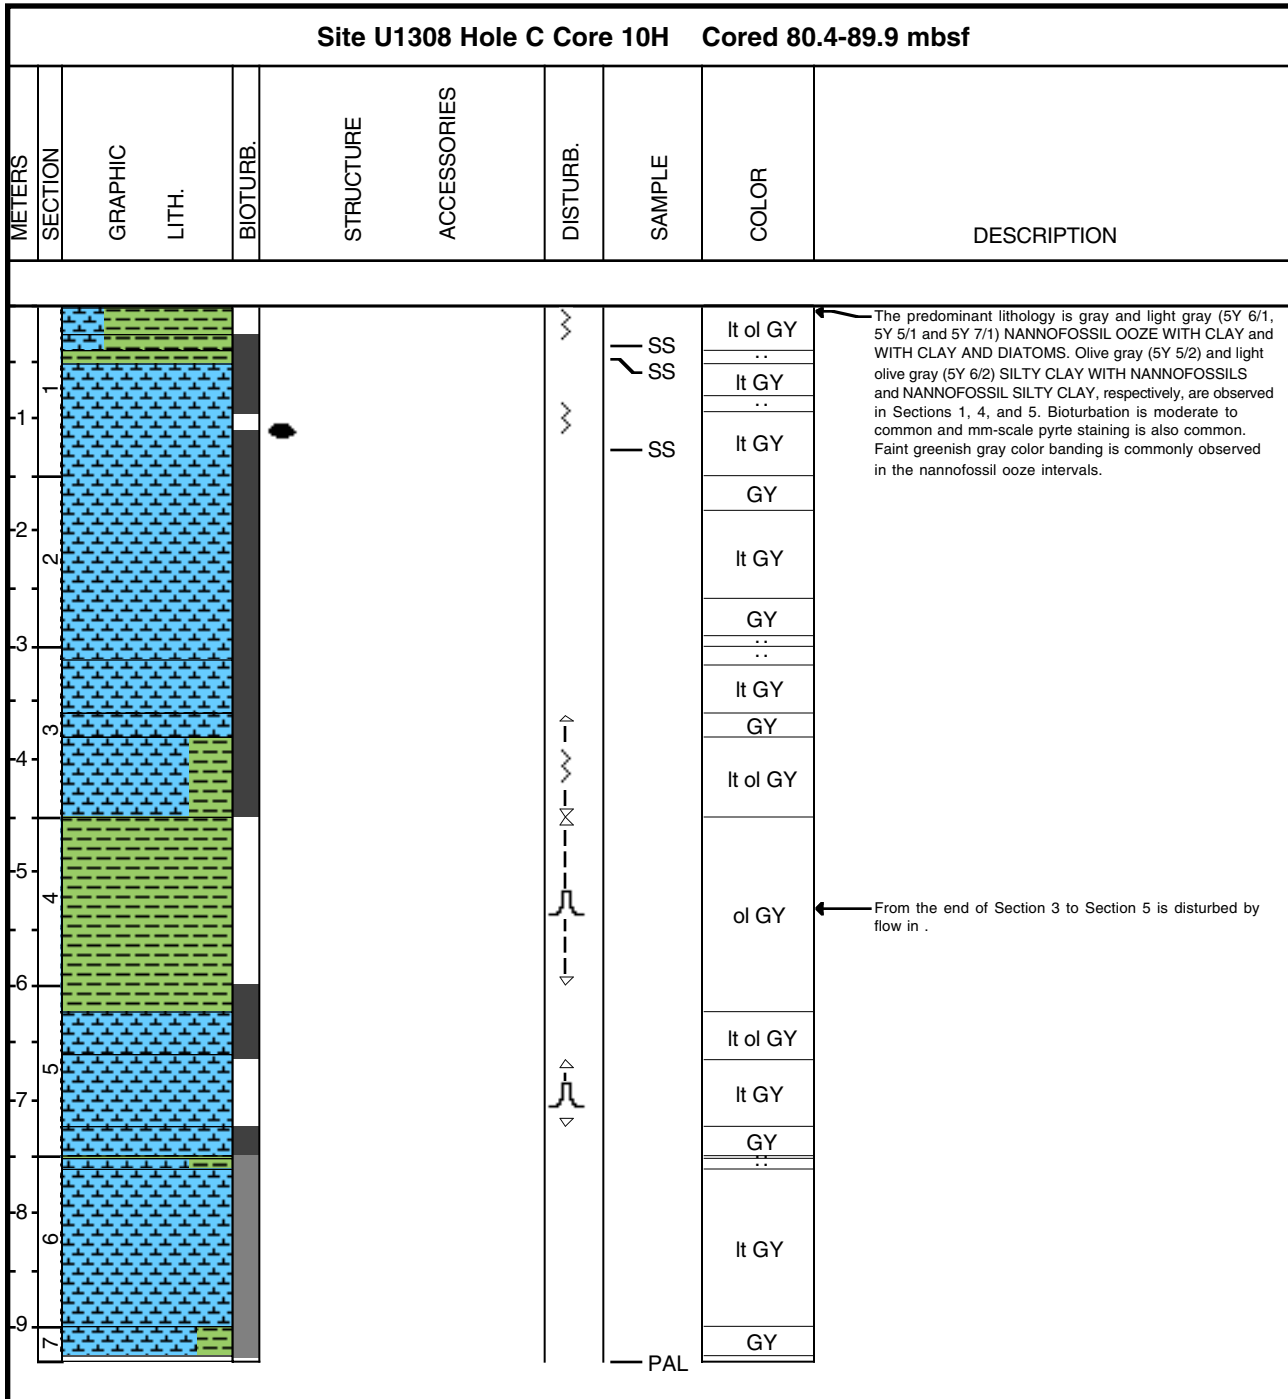 Site U1308 Hole C Core 10H Cored 80.4-89.9 mbsf
METERS
SECTION
GRAPHIC
LITH.
BIOTURB.
STRUCTURE
ACCESSORIES
DISTURB.
SAMPLE
COLOR
DESCRIPTION
1
2
3
4
5
6
7
8
9
1
2
3
4
5
6
7
SS
SS
SS
PAL
lt ol GY
. .
lt GY
. .
lt GY
GY
lt GY
GY
. .
. .
lt GY
GY
lt ol GY
ol GY
lt ol GY
lt GY
GY
. .
. .
lt GY
GY
The predominant lithology is gray and light gray (5Y 6/1,
5Y 5/1 and 5Y 7/1) NANNOFOSSIL OOZE WITH CLAY and
WITH CLAY AND DIATOMS. Olive gray (5Y 5/2) and light
olive gray (5Y 6/2) SILTY CLAY WITH NANNOFOSSILS
and NANNOFOSSIL SILTY CLAY, respectively, are observed
in Sections 1, 4, and 5. Bioturbation is moderate to
common and mm-scale pyrte staining is also common.
Faint greenish gray color banding is commonly observed
in the nannofossil ooze intervals.
From the end of Section 3 to Section 5 is disturbed by
flow in .